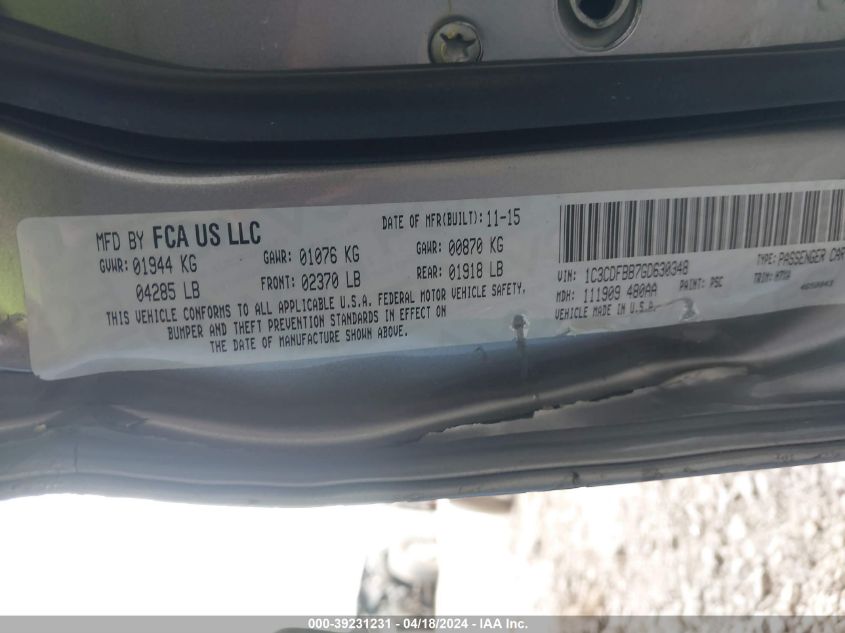 MFD BY FCA US LLC
DATE OF MFR(BUILT): 11-15
GVWR: 01944 KG
04285 LB
GAWR: 01076 KG
FRONT: 02370 LB
GAWR: 00870 KG
REAR: 01918 LB
THIS VEHICLE CONFORMS TO ALL APPLICABLE U.S.A. FEDERAL MOTOR VEHICLE SAFETY,
BUMPER AND THEFT PREVENTION STANDARDS IN EFFECT ON
THE DATE OF MANUFACTURE SHOWN ABOVE.
VIN: 1C3CDFBB7GD630348
TYPE: PASSENGER CAR
MDH: 111909 480AA
PAINT: PSC
TRIM:
VEHICLE MADE IN U.S.A.
000-39231231 - 04/18/2024 - IAA Inc.